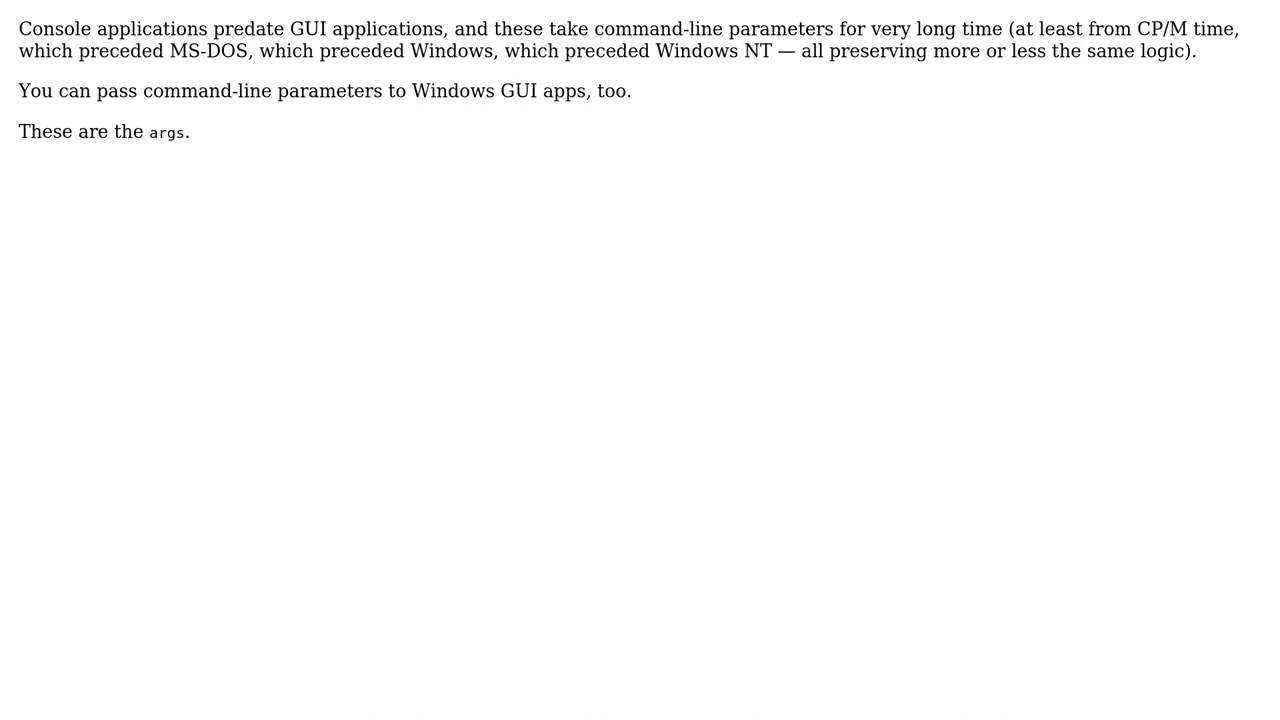 Console applications predate GUI applications, and these take command-line parameters for very long time (at least from CP/M time,
which preceded MS-DOS, which preceded Windows, which preceded Windows NT — all preserving more or less the same logic).
You can pass command-line parameters to Windows GUI apps, too.
These are the args.